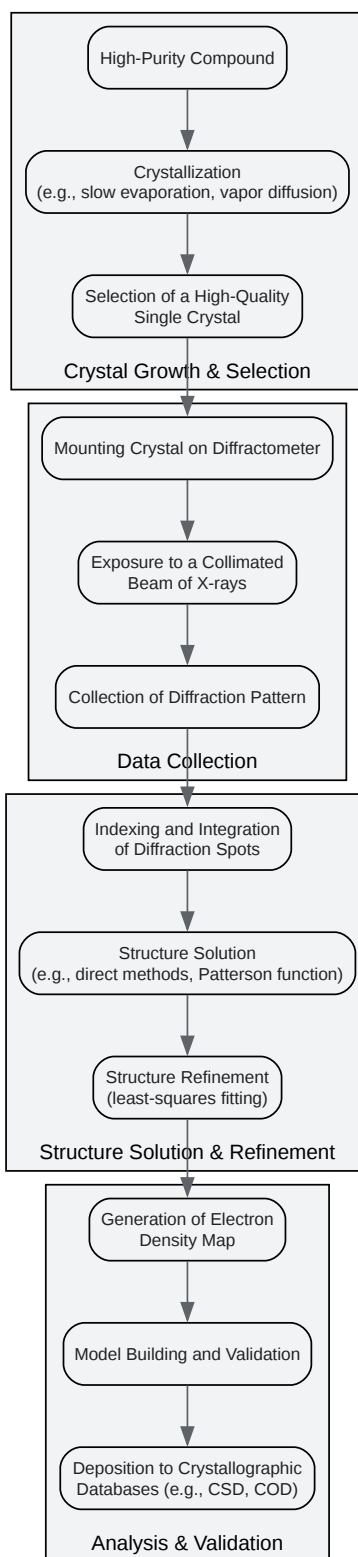 High-Purity Compound
Crystallization
(e.g., slow evaporation, vapor diffusion)
Selection of a High-Quality
Single Crystal
Crystal Growth & Selection
Mounting Crystal on Diffractometer
Exposure to a Collimated
Beam of X-rays
Collection of Diffraction Pattern
Data Collection
Indexing and Integration
of Diffraction Spots
Structure Solution
(e.g., direct methods, Patterson function)
Structure Refinement
(least-squares fitting)
Structure Solution & Refinement
Generation of Electron
Density Map
Model Building and Validation
Deposition to Crystallographic
Databases (e.g., CSD, COD)
Analysis & Validation